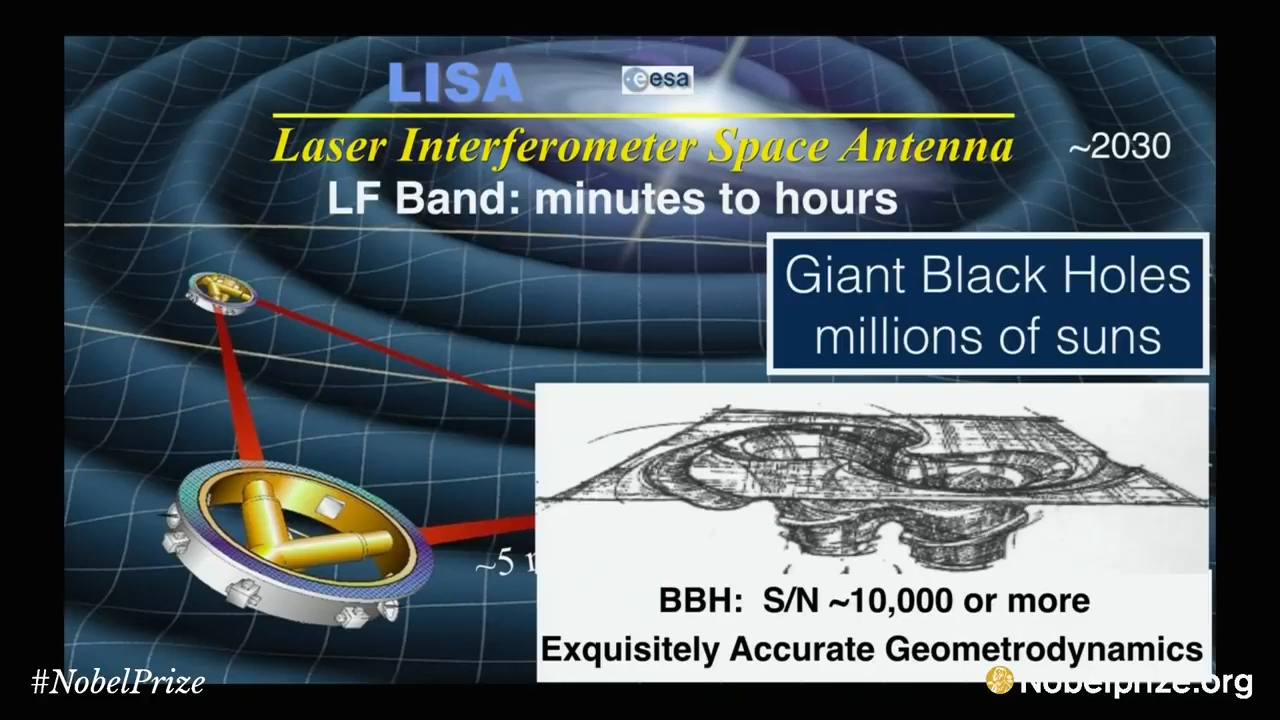 LISA
esa
Laser Interferometer Space Antenna
~2030
LF Band: minutes to hours
Giant Black Holes
millions of suns
~5
BBH: S/N ~10,000 or more
Exquisitely Accurate Geometrodynamics
#NobelPrize
Nobelprize.org